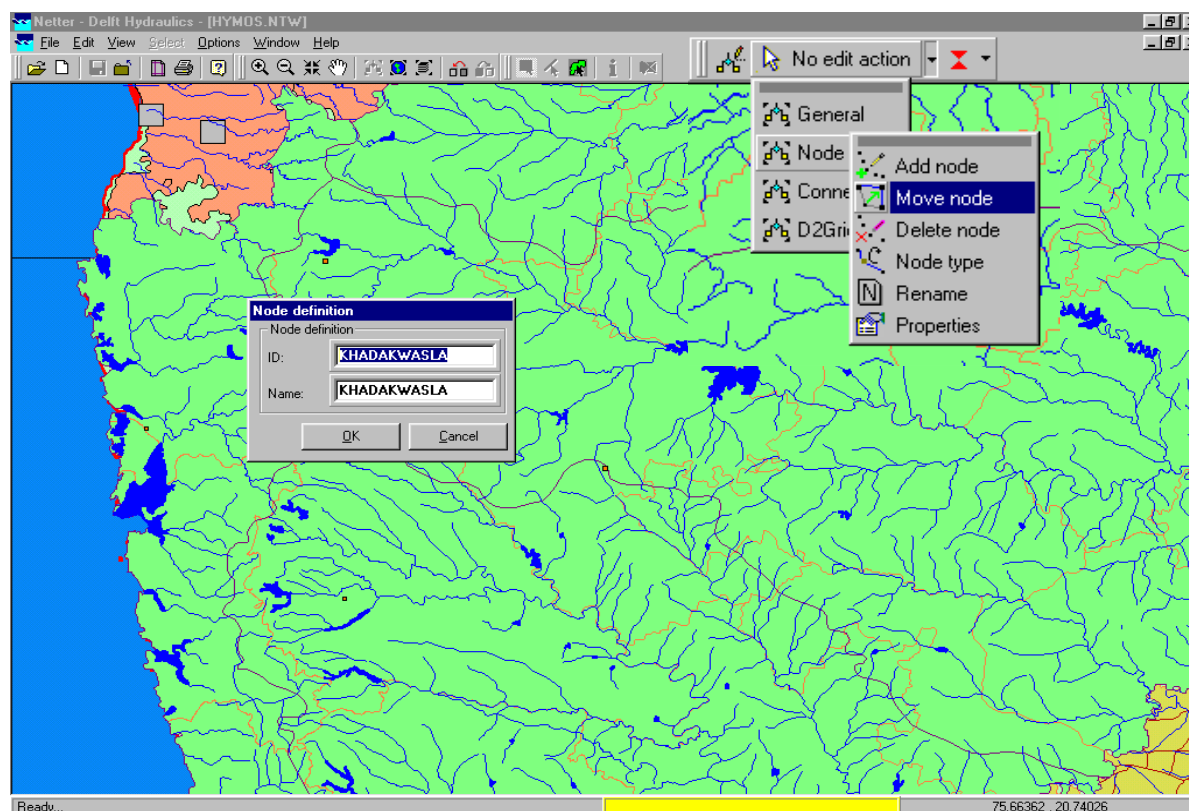 Netter - Delft Hydraulics - [HYMOS.NTW]
File Edit View Select Options Window Help
No edit action
General
Node
Conne
D2Gri
Add node
Move node
Delete node
Node type
Rename
Properties
Node definition
Node definition
ID: KHADAKWASLA
Name: KHADAKWASLA
OK Cancel
Ready... 75.66362 , 20.74026